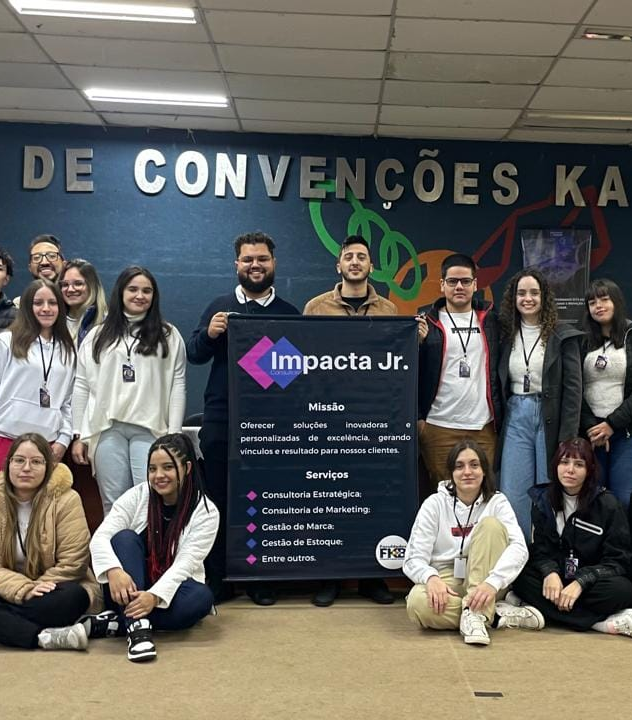 DE CONVENÇÕES KA
Impacta Jr.
Consultoria
Missão
Oferecer soluções inovadoras e
personalizadas de excelência, gerando
vínculos e resultado para nossos clientes.
Serviços
Consultoria Estratégica;
Consultoria de Marketing;
Gestão de Marca;
Gestão de Estoque;
Entre outros.